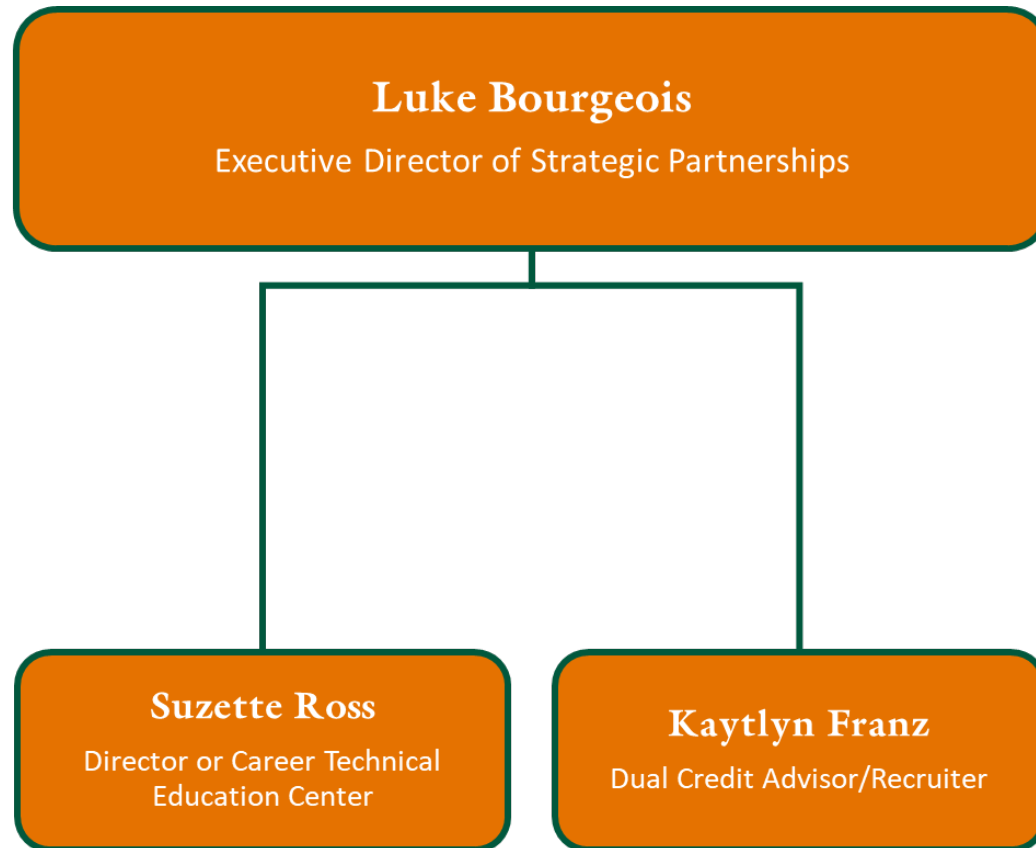 Luke Bourgeois
Executive Director of Strategic Partnerships
Suzette Ross
Director or Career Technical
Education Center
Kaytlyn Franz
Dual Credit Advisor/Recruiter